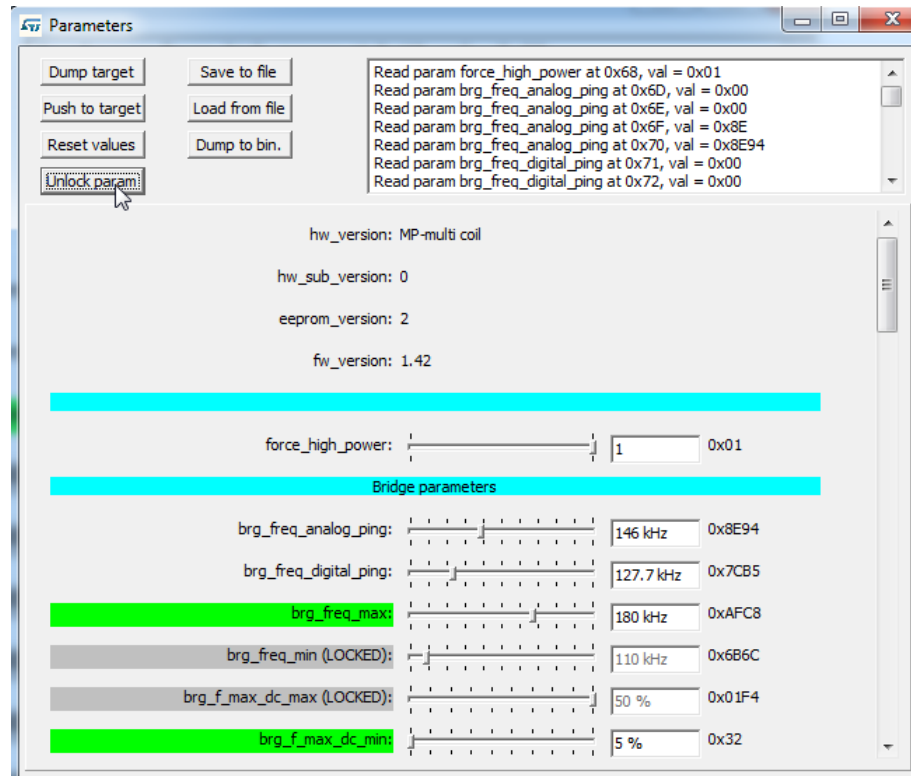 Parameters
Dump target
Save to file
Push to target
Load from file
Reset values
Dump to bin.
Unlock param
Read param force_high_power at 0x68, val = 0x01
Read param brg_freq_analog_ping at 0x6D, val = 0x00
Read param brg_freq_analog_ping at 0x6E, val = 0x00
Read param brg_freq_analog_ping at 0x6F, val = 0x8E
Read param brg_freq_analog_ping at 0x70, val = 0x8E94
Read param brg_freq_digital_ping at 0x71, val = 0x00
Read param brg_freq_digital_ping at 0x72, val = 0x00
hw_version: MP-multi coil
hw_sub_version: 0
eeprom_version: 2
fw_version: 1.42
force_high_power: 1 0x01
Bridge parameters
brg_freq_analog_ping: 146 kHz 0x8E94
brg_freq_digital_ping: 127.7 kHz 0x7CB5
brg_freq_max: 180 kHz 0xAFC8
brg_freq_min (LOCKED): 110 kHz 0x6B6C
brg_f_max_dc_max (LOCKED): 50 % 0x01F4
brg_f_max_dc_min: 5 % 0x32